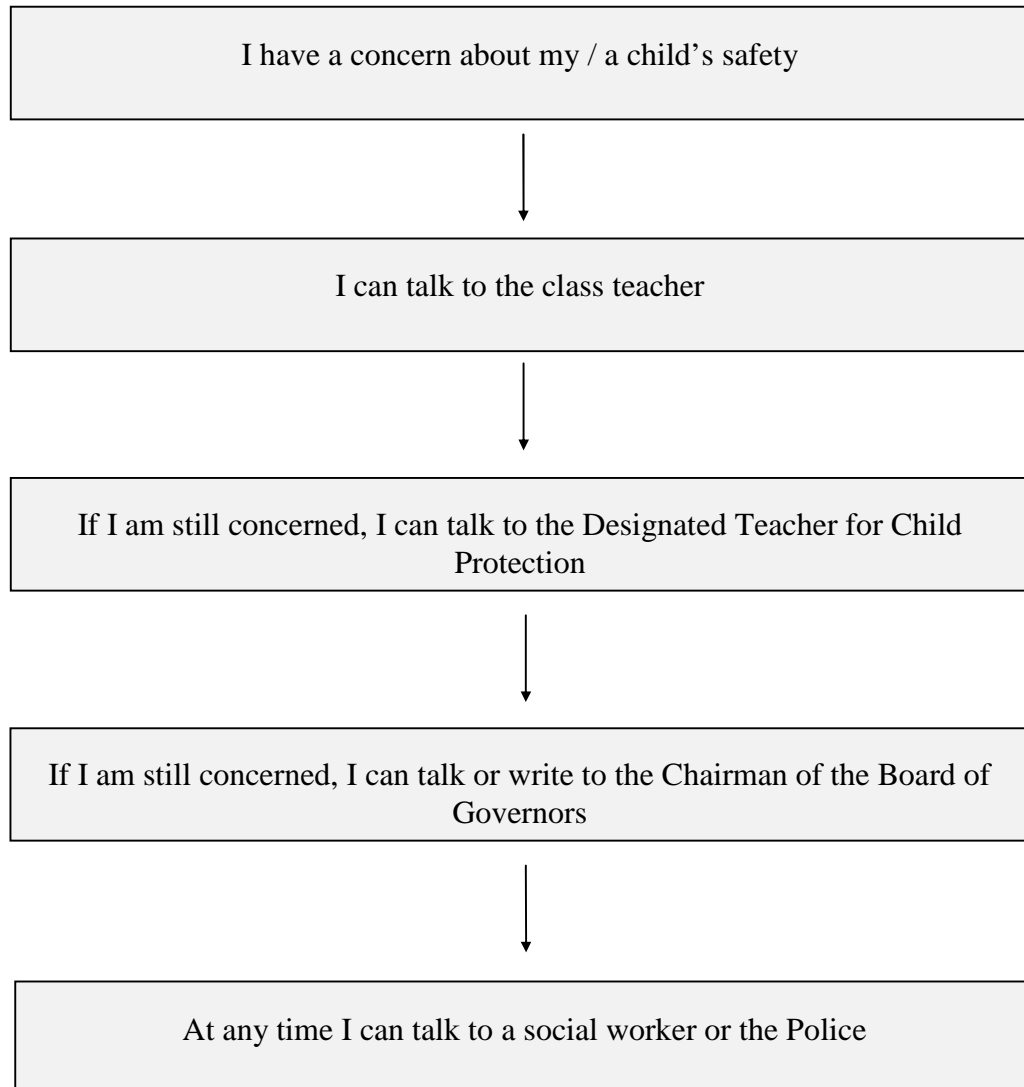 I have a concern about my / a child’s safety
I can talk to the class teacher
If I am still concerned, I can talk to the Designated Teacher for Child
Protection
If I am still concerned, I can talk or write to the Chairman of the Board of
Governors
At any time I can talk to a social worker or the Police